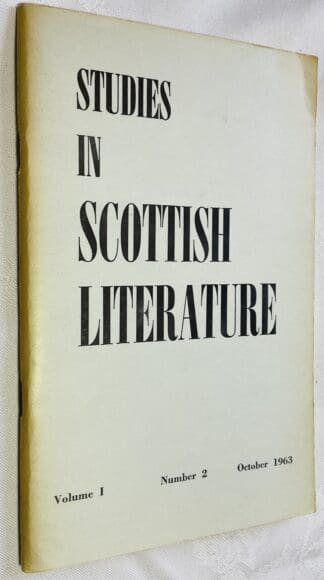 STUDIES
IN
SCOTTISH
LITERATURE
Volume I Number 2 October 1963